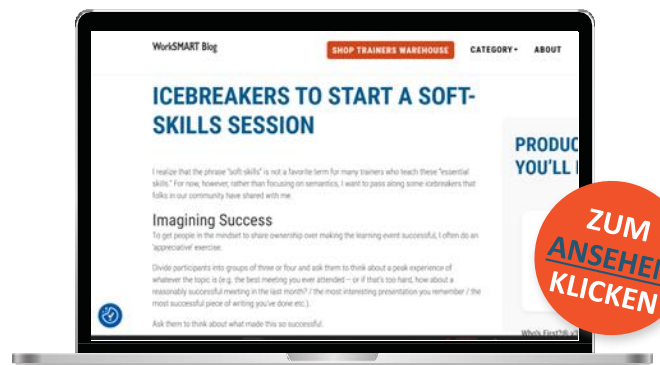 WorkSMART Blog
SHOP TRAINERS WAREHOUSE
CATEGORY
ABOUT
ICEBREAKERS TO START A SOFT-
SKILLS SESSION
I realize that the phrase "soft skills" is not a favorite term for many trainers who teach these "essential
skills." For now, however, rather than focusing on semantics, I want to pass along some icebreakers that
folks in our community have shared with me.
Imagining Success
To get people in the mindset to share ownership over making the learning event successful, I often do an
'appreciative' exercise.
Divide participants into groups of three or four and ask them to think about a peak experience of
whatever the topic is (e.g. the best meeting you ever attended – or if that's too hard, how about a
reasonably successful meeting in the last month? / the most interesting presentation you remember / the
most successful piece of writing you've done etc.).
Ask them to think about what made this so successful.
PRODUC
YOU'LL
ZUM
ANSEHEN
KLICKEN
Who's First?®